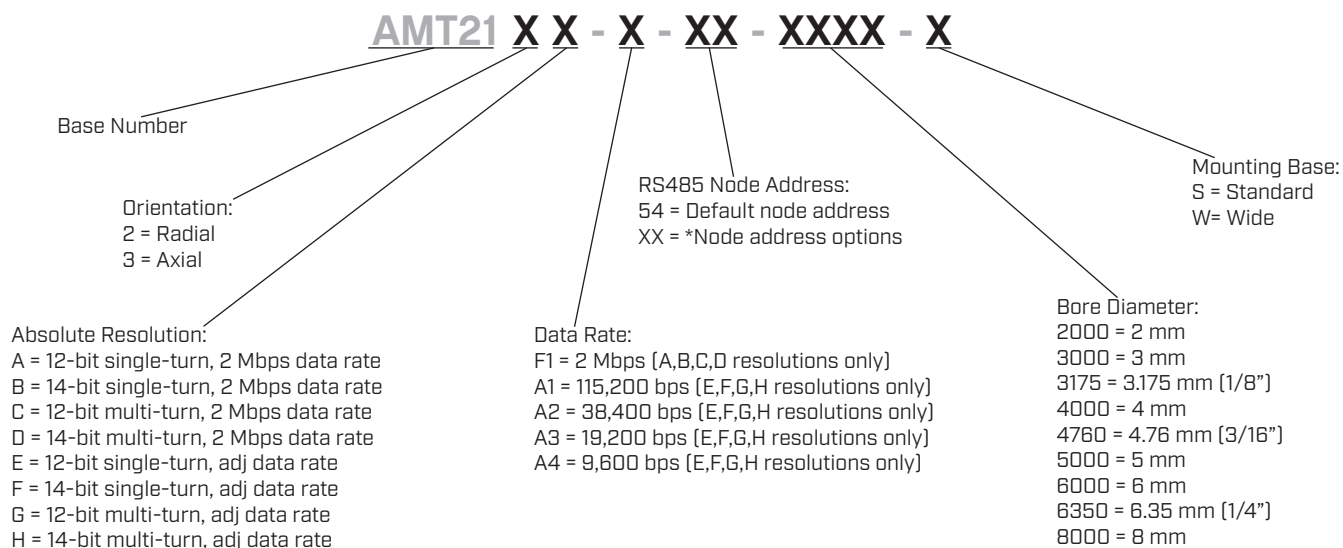 AMT21 X X - X - XX - XXXX - X
Base Number
Orientation:
2 = Radial
3 = Axial
Absolute Resolution:
A = 12-bit single-turn, 2 Mbps data rate
B = 14-bit single-turn, 2 Mbps data rate
C = 12-bit multi-turn, 2 Mbps data rate
D = 14-bit multi-turn, 2 Mbps data rate
E = 12-bit single-turn, adj data rate
F = 14-bit single-turn, adj data rate
G = 12-bit multi-turn, adj data rate
H = 14-bit multi-turn, adj data rate
Data Rate:
F1 = 2 Mbps (A,B,C,D resolutions only)
A1 = 115,200 bps (E,F,G,H resolutions only)
A2 = 38,400 bps (E,F,G,H resolutions only)
A3 = 19,200 bps (E,F,G,H resolutions only)
A4 = 9,600 bps (E,F,G,H resolutions only)
RS485 Node Address:
54 = Default node address
XX = *Node address options
Bore Diameter:
2000 = 2 mm
3000 = 3 mm
3175 = 3.175 mm (1/8”)
4000 = 4 mm
4760 = 4.76 mm (3/16”)
5000 = 5 mm
6000 = 6 mm
6350 = 6.35 mm (1/4”)
8000 = 8 mm
Mounting Base:
S = Standard
W= Wide